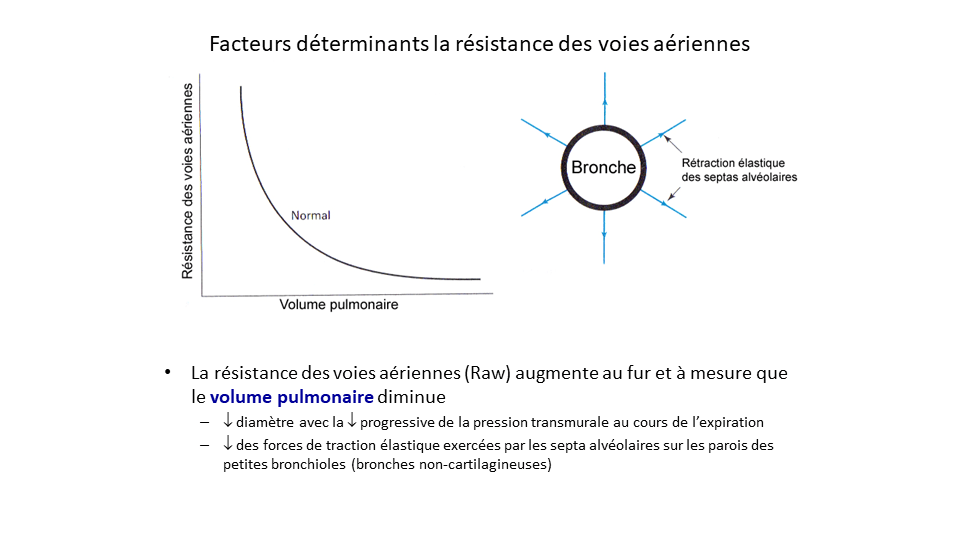 Facteurs déterminants la résistance des voies aériennes
Résistance des voies aériennes
Normal
Volume pulmonaire
Bronche
Rétraction élastique
des septas alvéolaires
• La résistance des voies aériennes (Raw) augmente au fur et à mesure que
le volume pulmonaire diminue
– ↓ diamètre avec la ↓ progressive de la pression transmurale au cours de l'expiration
– ↓ des forces de traction élastique exercées par les septa alvéolaires sur les parois des
petites bronchioles (bronches non-cartilagineuses)